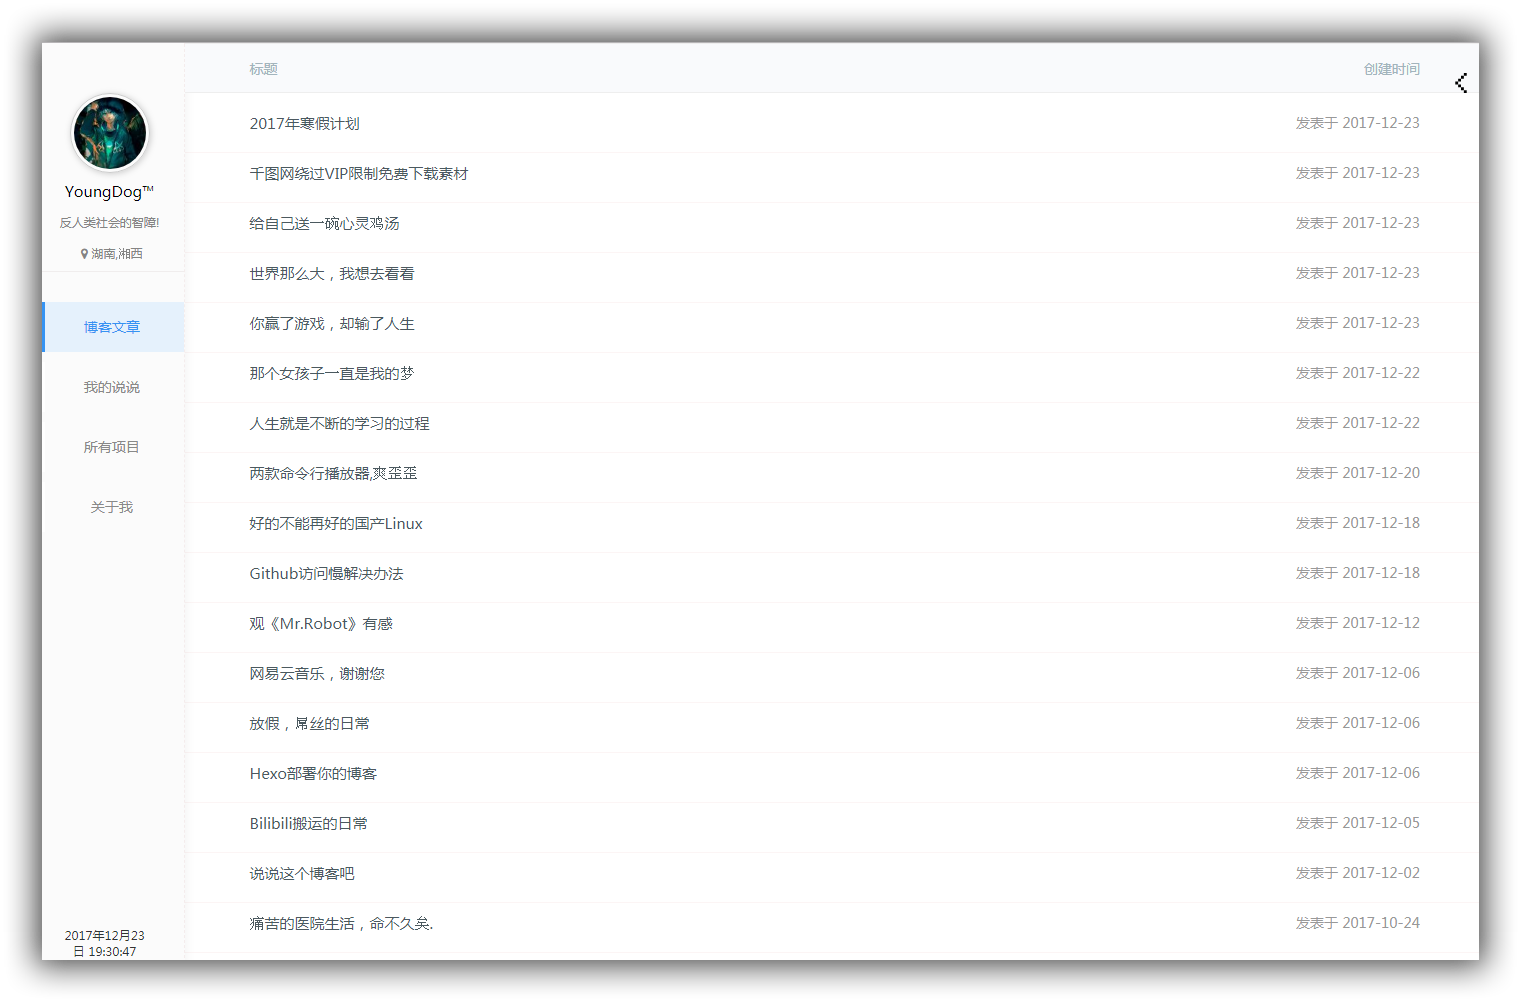 YoungDog™
反人类社会的智障!
湖南,湘西
博客文章
我的说说
所有项目
关于我
2017年12月23
日 19:30:47
标题 创建时间
2017年寒假计划 发表于 2017-12-23
千图网绕过VIP限制免费下载素材 发表于 2017-12-23
给自己送一碗心灵鸡汤 发表于 2017-12-23
世界那么大，我想去看看 发表于 2017-12-23
你赢了游戏，却输了人生 发表于 2017-12-23
那个女孩子一直是我的梦 发表于 2017-12-22
人生就是不断的学习的过程 发表于 2017-12-22
两款命令行播放器,爽歪歪 发表于 2017-12-20
好的不能再好的国产Linux 发表于 2017-12-18
Github访问慢解决办法 发表于 2017-12-18
观《Mr.Robot》有感 发表于 2017-12-12
网易云音乐，谢谢您 发表于 2017-12-06
放假，屌丝的日常 发表于 2017-12-06
Hexo部署你的博客 发表于 2017-12-06
Bilibili搬运的日常 发表于 2017-12-05
说说这个博客吧 发表于 2017-12-02
痛苦的医院生活，命不久矣. 发表于 2017-10-24